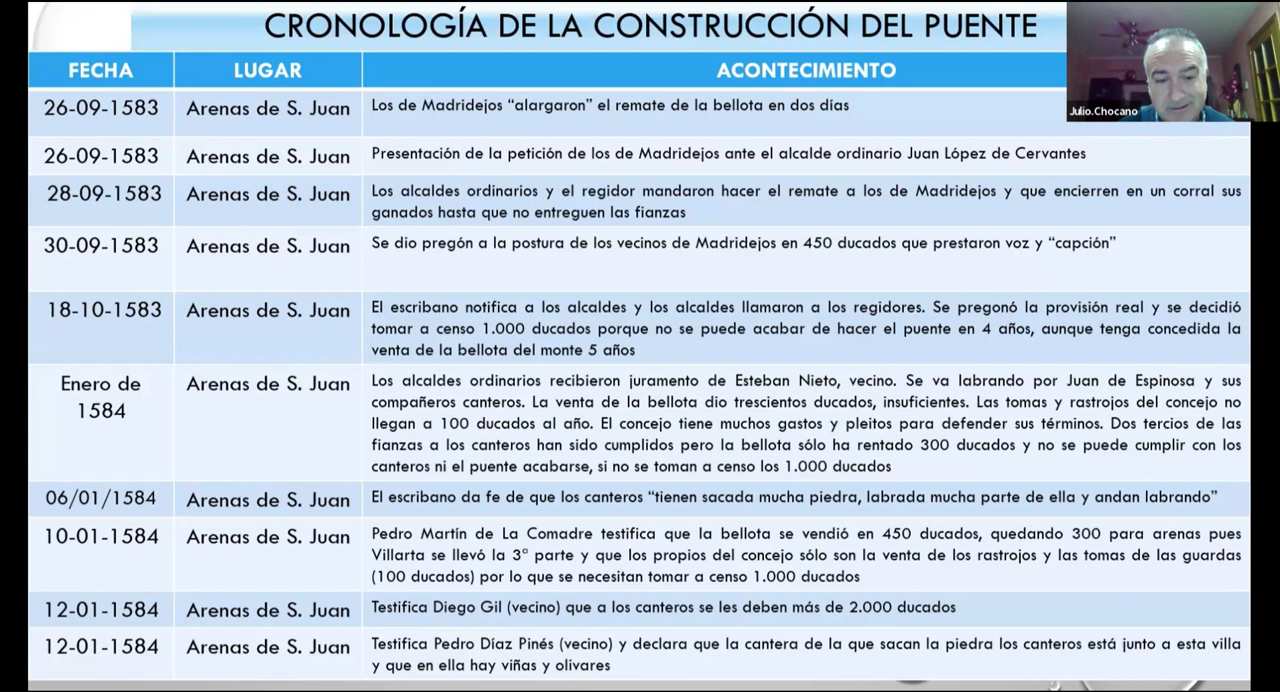 CRONOLOGÍA DE LA CONSTRUCCIÓN DEL PUENTE
FECHA LUGAR ACONTECIMIENTO
Julio.Chocano
26-09-1583 Arenas de S. Juan Los de Madridejos “alargaron” el remate de la bellota en dos días
26-09-1583 Arenas de S. Juan Presentación de la petición de los de Madridejos ante el alcalde ordinario Juan López de Cervantes
28-09-1583 Arenas de S. Juan Los alcaldes ordinarios y el regidor mandaron hacer el remate a los de Madridejos y que encierren en un corral sus
ganados hasta que no entreguen las fianzas
30-09-1583 Arenas de S. Juan Se dio pregón a la postura de los vecinos de Madridejos en 450 ducados que prestaron voz y “capción”
18-10-1583 Arenas de S. Juan El escribano notifica a los alcaldes y los alcaldes llamaron a los regidores. Se pregonó la provisión real y se decidió
tomar a censo 1.000 ducados porque no se puede acabar de hacer el puente en 4 años, aunque tenga concedida la
venta de la bellota del monte 5 años
Enero de
1584
Arenas de S. Juan Los alcaldes ordinarios recibieron juramento de Esteban Nieto, vecino. Se va labrando por Juan de Espinosa y sus
compañeros canteros. La venta de la bellota dio trescientos ducados, insuficientes. Las tomas y rastrojos del concejo no
llegan a 100 ducados al año. El concejo tiene muchos gastos y pleitos para defender sus términos. Dos tercios de las
fianzas a los canteros han sido cumplidos pero la bellota sólo ha rentado 300 ducados y no se puede cumplir con los
canteros ni el puente acabarse, si no se toman a censo los 1.000 ducados
06/01/1584 Arenas de S. Juan El escribano da fe de que los canteros “tienen sacada mucha piedra, labrada mucha parte de ella y andan labrando”
10-01-1584 Arenas de S. Juan Pedro Martín de La Comadre testifica que la bellota se vendió en 450 ducados, quedando 300 para arenas pues
Villarta se llevó la 3ª parte y que los propios del concejo sólo son la venta de los rastrojos y las tomas de las guardas
(100 ducados) por lo que se necesitan tomar a censo 1.000 ducados
12-01-1584 Arenas de S. Juan Testifica Diego Gil (vecino) que a los canteros se les deben más de 2.000 ducados
12-01-1584 Arenas de S. Juan Testifica Pedro Díaz Pinés (vecino) y declara que la cantera de la que sacan la piedra los canteros está junto a esta villa
y que en ella hay viñas y olivares